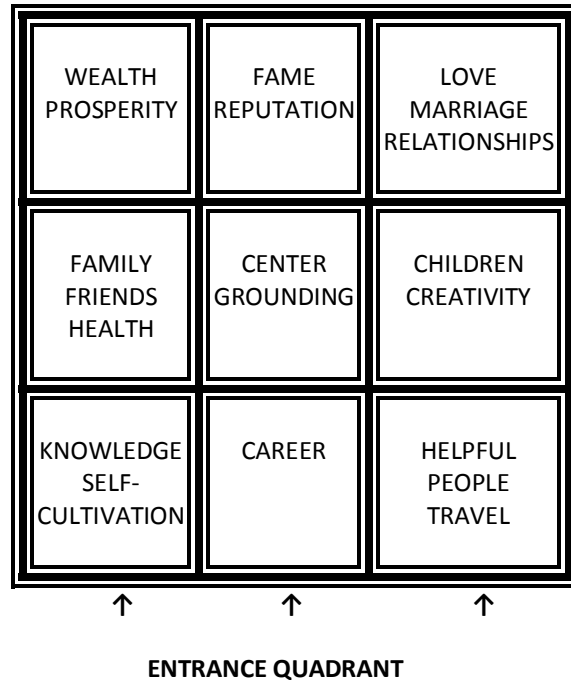 WEALTH
PROSPERITY
FAME
REPUTATION
LOVE
MARRIAGE
RELATIONSHIPS
FAMILY
FRIENDS
HEALTH
CENTER
GROUNDING
CHILDREN
CREATIVITY
KNOWLEDGE
SELF-
CULTIVATION
CAREER
HELPFUL
PEOPLE
TRAVEL
↑ ↑ ↑
ENTRANCE QUADRANT